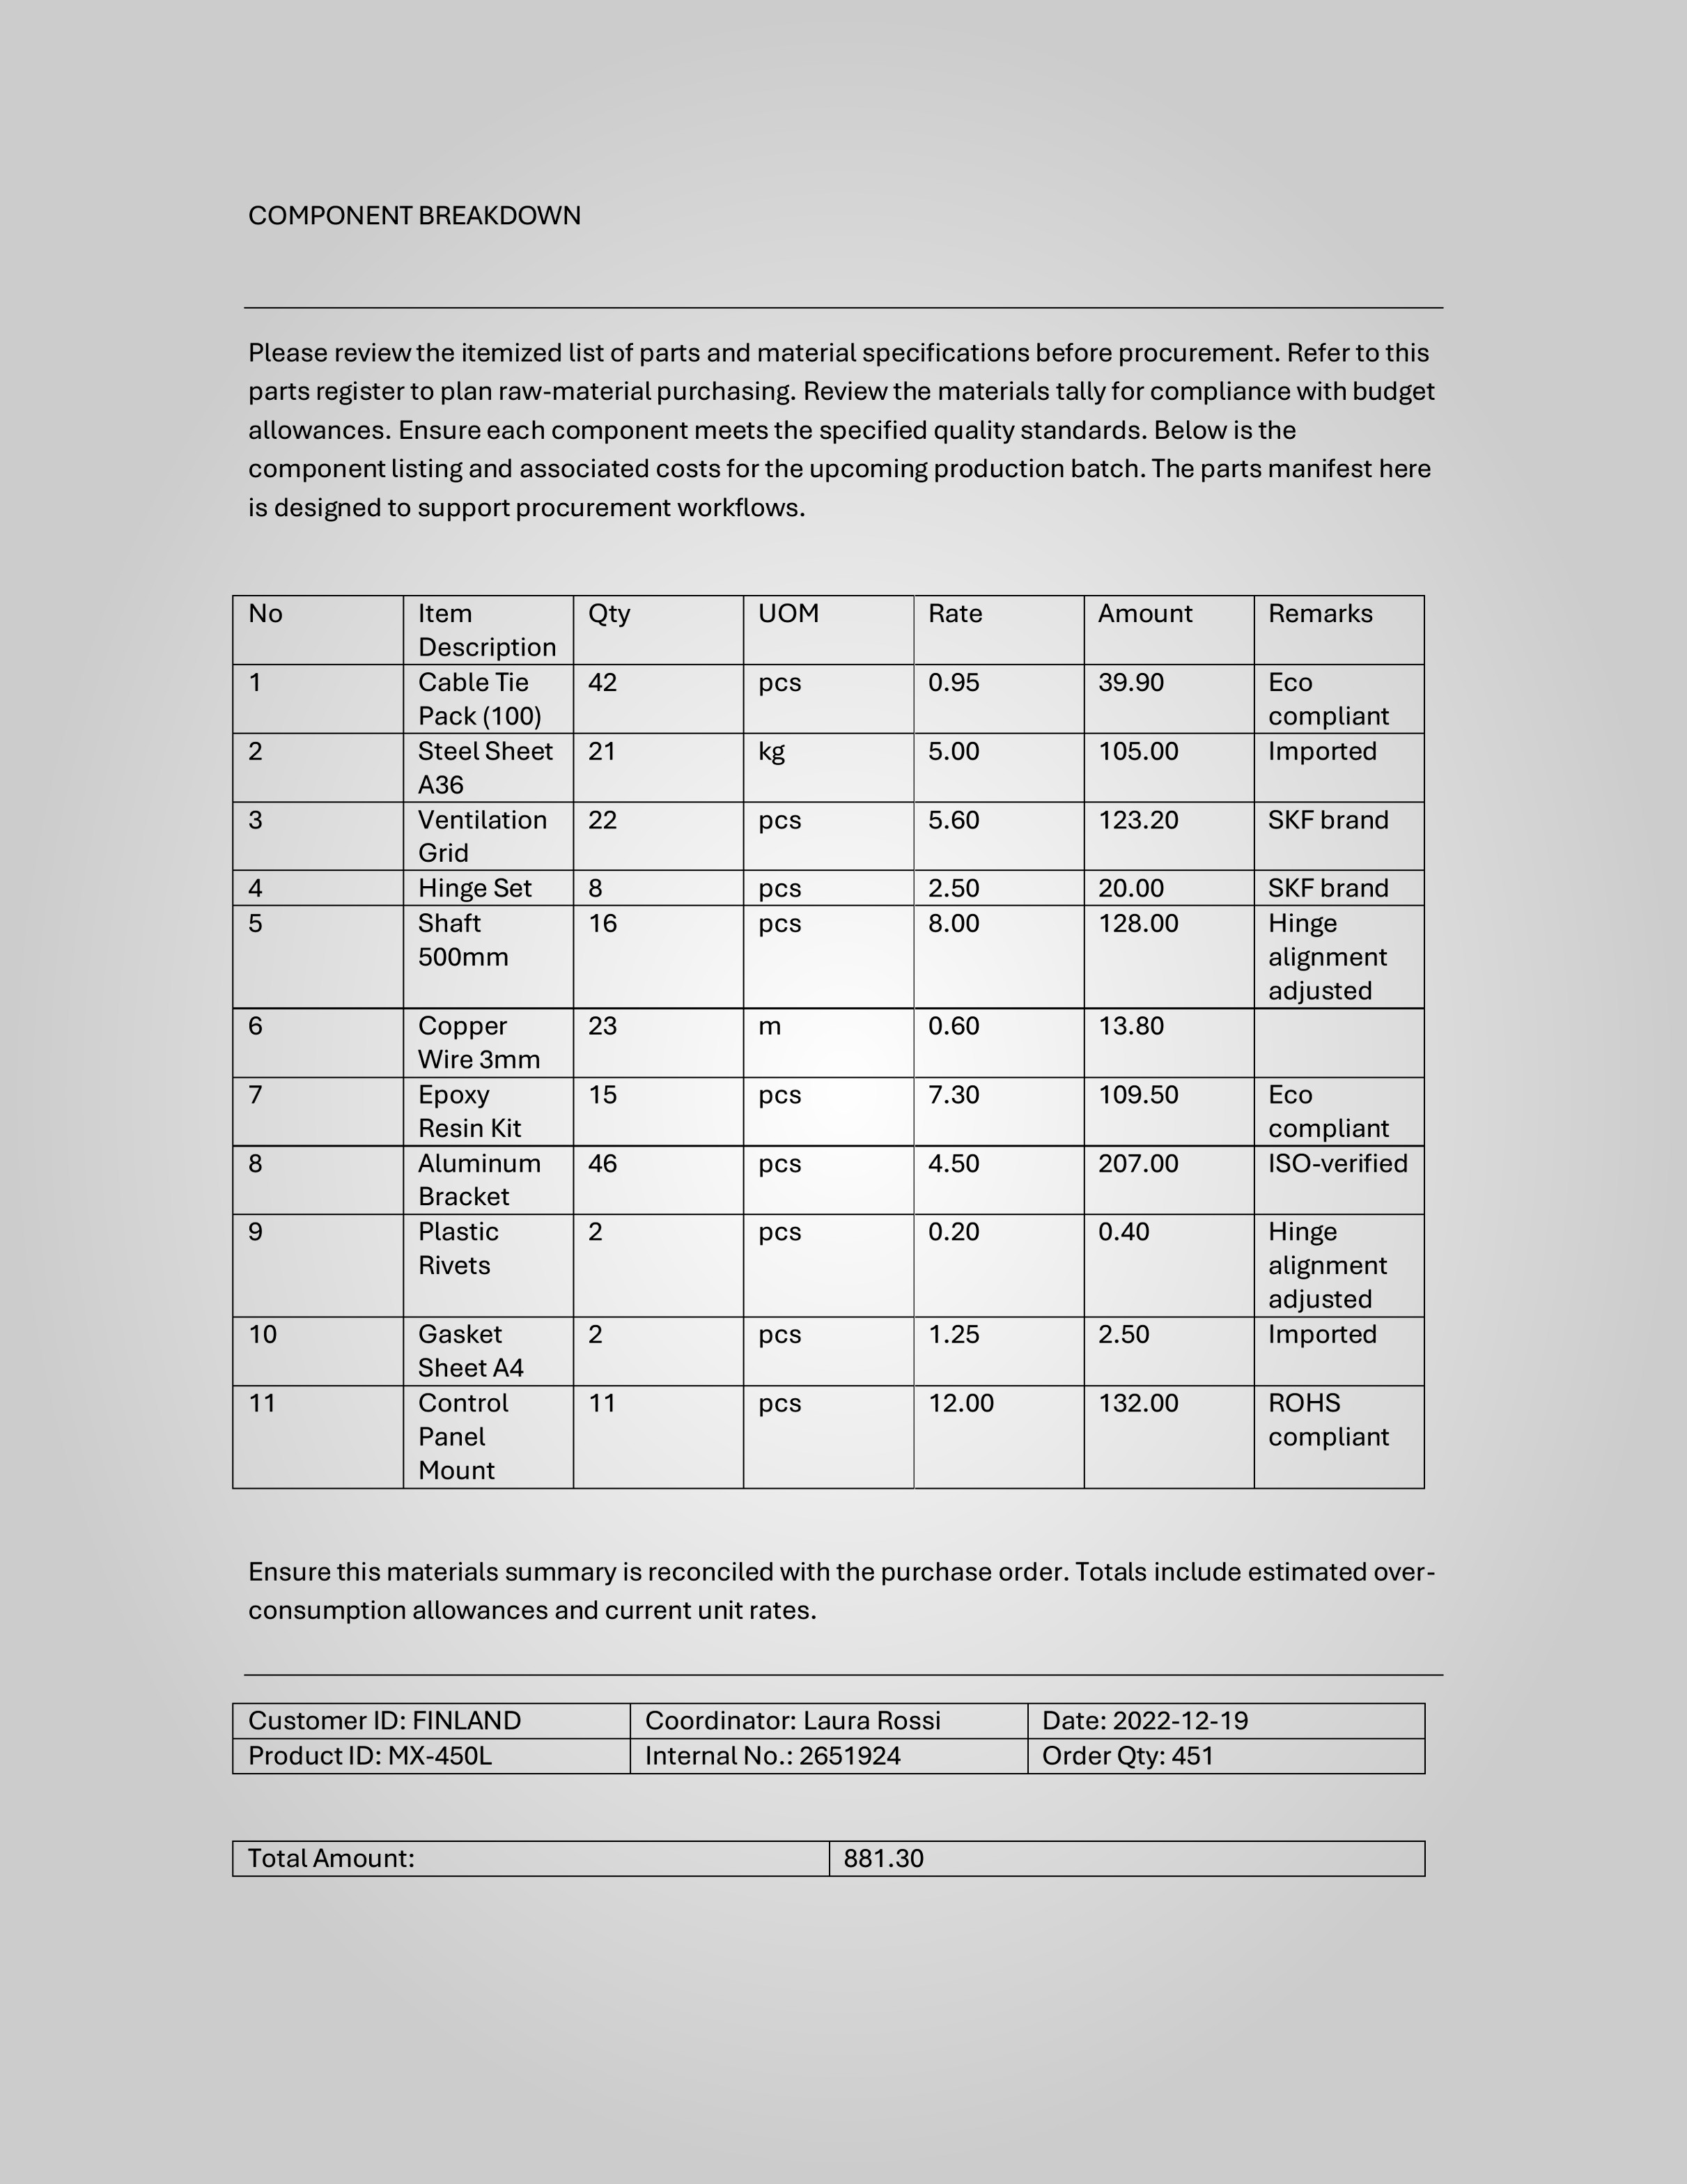 COMPONENT BREAKDOWN
Please review the itemized list of parts and material specifications before procurement. Refer to this
parts register to plan raw-material purchasing. Review the materials tally for compliance with budget
allowances. Ensure each component meets the specified quality standards. Below is the
component listing and associated costs for the upcoming production batch. The parts manifest here
is designed to support procurement workflows.
No Item Description Qty UOM Rate Amount Remarks
1 Cable Tie Pack (100) 42 pcs 0.95 39.90 Eco compliant
2 Steel Sheet A36 21 kg 5.00 105.00 Imported
3 Ventilation Grid 22 pcs 5.60 123.20 SKF brand
4 Hinge Set 8 pcs 2.50 20.00 SKF brand
5 Shaft 500mm 16 pcs 8.00 128.00 Hinge alignment adjusted
6 Copper Wire 3mm 23 m 0.60 13.80
7 Epoxy Resin Kit 15 pcs 7.30 109.50 Eco compliant
8 Aluminum Bracket 46 pcs 4.50 207.00 ISO-verified
9 Plastic Rivets 2 pcs 0.20 0.40 Hinge alignment adjusted
10 Gasket Sheet A4 2 pcs 1.25 2.50 Imported
11 Control Panel Mount 11 pcs 12.00 132.00 ROHS compliant
Ensure this materials summary is reconciled with the purchase order. Totals include estimated over-
consumption allowances and current unit rates.
Customer ID: FINLAND Coordinator: Laura Rossi Date: 2022-12-19
Product ID: MX-450L Internal No.: 2651924 Order Qty: 451
Total Amount: 881.30